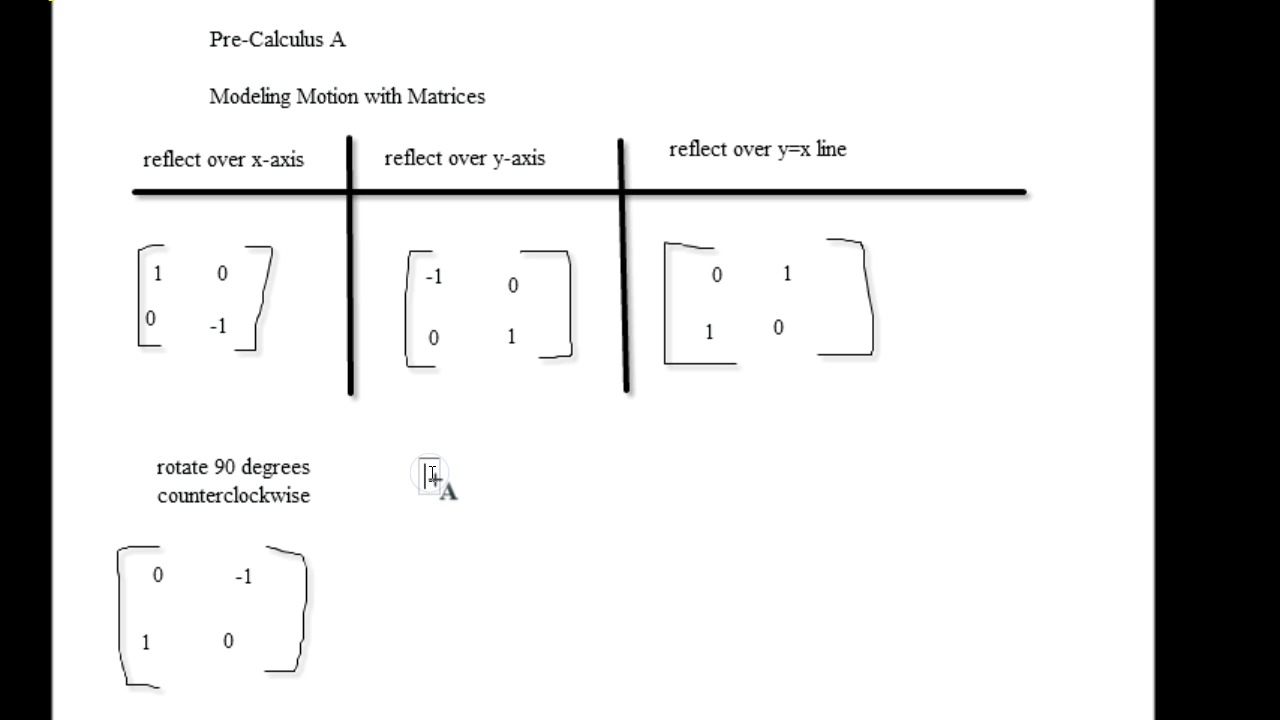 Pre-Calculus A
Modeling Motion with Matrices
reflect over x-axis
reflect over y-axis
reflect over y=x line
1 0
0 -1
-1 0
0 1
0 1
1 0
rotate 90 degrees
counterclockwise
A
0 -1
1 0